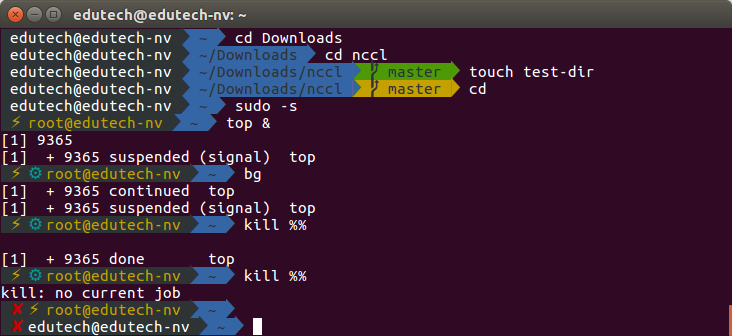 edutech@edutech-nv: ~
edutech@edutech-nv ~ cd Downloads
edutech@edutech-nv ~/Downloads cd nccl
edutech@edutech-nv ~/Downloads/nccl master touch test-dir
edutech@edutech-nv ~/Downloads/nccl master cd
edutech@edutech-nv ~ sudo -s
⚡ root@edutech-nv ~ top &
[1] 9365
[1]  + 9365 suspended (signal)  top
⚡ ⚙ root@edutech-nv ~ bg
[1]  + 9365 continued  top
[1]  + 9365 suspended (signal)  top
⚡ ⚙ root@edutech-nv ~ kill %%
[1]  + 9365 done       top
⚡ ⚙ root@edutech-nv ~ kill %%
kill: no current job
✘ ⚡ root@edutech-nv ~
✘ edutech@edutech-nv ~